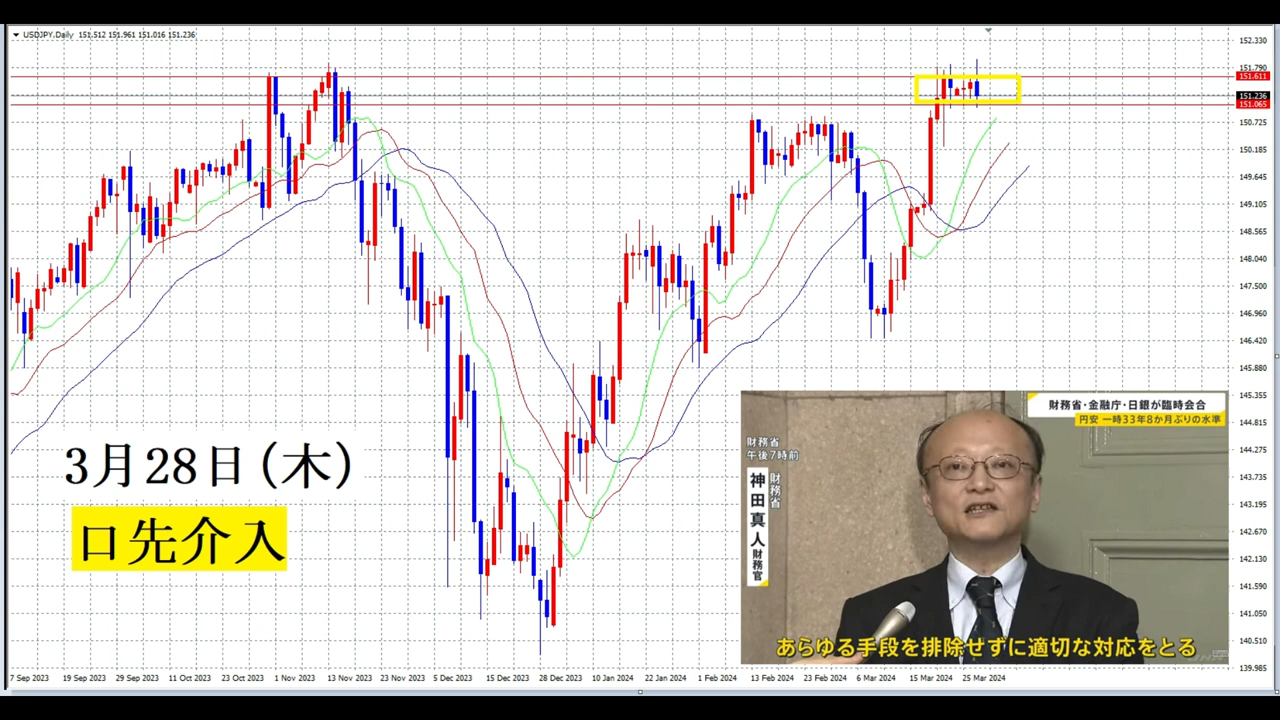 USDJPY.Daily 151.512 151.961 151.016 151.236
152.330
151.790
151.611
151.236
151.065
150.725
150.185
149.645
149.105
148.565
148.040
147.500
146.960
146.420
145.880
145.355
144.815
144.275
143.735
143.195
142.670
142.130
141.590
141.050
140.510
139.985
3月28日(木)
口先介入
財務省・金融庁・日銀が臨時会合
円安 一時33年8か月ぶりの水準
財務省
午後7時前
財務省
神田真人財務官
あらゆる手段を排除せずに適切な対応をとる
7 Sep 2023 19 Sep 2023 29 Sep 2023 11 Oct 2023 23 Oct 2023 1 Nov 2023 13 Nov 2023 23 Nov 2023 5 Dec 2023 15 Dec 2023 28 Dec 2023 10 Jan 2024 22 Jan 2024 1 Feb 2024 13 Feb 2024 23 Feb 2024 6 Mar 2024 15 Mar 2024 25 Mar 2024